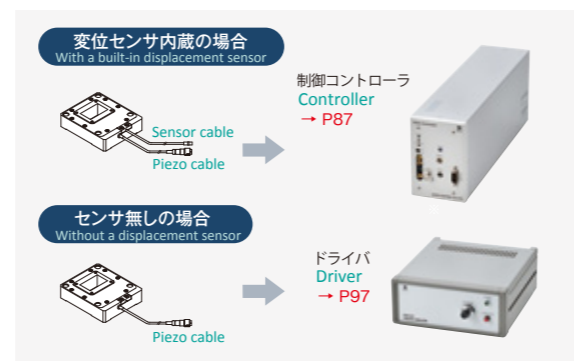 変位センサ内蔵の場合
With a built-in displacement sensor
制御コントローラ
Controller
→ P87
Sensor cable
Piezo cable
センサ無しの場合
Without a displacement sensor
ドライバ
Driver
→ P97
Piezo cable